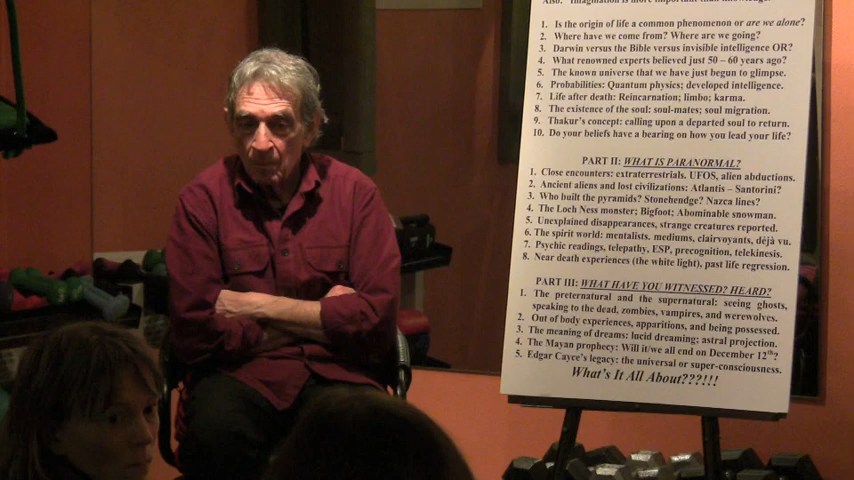 Also: "Imagination is more important than knowledge."
1. Is the origin of life a common phenomenon or are we alone?
2. Where have we come from? Where are we going?
3. Darwin versus the Bible versus invisible intelligence OR?
4. What renowned experts believed just 50 – 60 years ago?
5. The known universe that we have just begun to glimpse.
6. Probabilities: Quantum physics; developed intelligence.
7. Life after death: Reincarnation; limbo; karma.
8. The existence of the soul: soul-mates; soul migration.
9. Thakur's concept: calling upon a departed soul to return.
10. Do your beliefs have a bearing on how you lead your life?
PART II: WHAT IS PARANORMAL?
1. Close encounters: extraterrestrials. UFOS, alien abductions.
2. Ancient aliens and lost civilizations: Atlantis – Santorini?
3. Who built the pyramids? Stonehendge? Nazca lines?
4. The Loch Ness monster; Bigfoot; Abominable snowman.
5. Unexplained disappearances, strange creatures reported.
6. The spirit world: mentalists. mediums, clairvoyants, déjà vu.
7. Psychic readings, telepathy, ESP, precognition, telekinesis.
8. Near death experiences (the white light), past life regression.
PART III: WHAT HAVE YOU WITNESSED? HEARD?
1. The preternatural and the supernatural: seeing ghosts,
speaking to the dead, zombies, vampires, and werewolves.
2. Out of body experiences, apparitions, and being possessed.
3. The meaning of dreams: lucid dreaming; astral projection.
4. The Mayan prophecy: Will it/we all end on December 12th?
5. Edgar Cayce's legacy: the universal or super-consciousness.
What's It All About???!!!